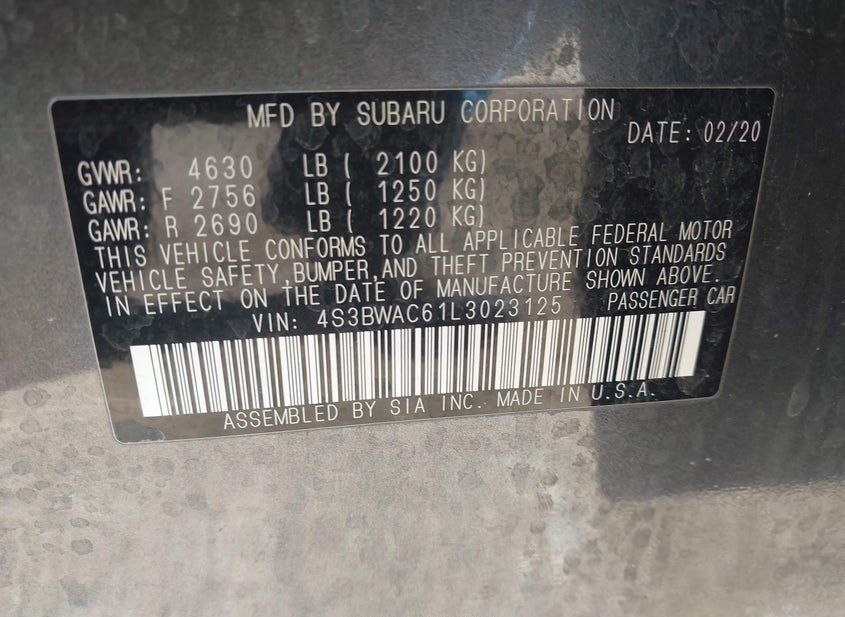 MFD BY SUBARU CORPORATION
DATE: 02/20
GVWR: 4630 LB ( 2100 KG)
GAWR: F 2756 LB ( 1250 KG)
GAWR: R 2690 LB ( 1220 KG)
THIS VEHICLE CONFORMS TO ALL APPLICABLE FEDERAL MOTOR
VEHICLE SAFETY,BUMPER,AND THEFT PREVENTION STANDARDS
IN EFFECT ON THE DATE OF MANUFACTURE SHOWN ABOVE.
VIN: 4S3BWAC61L3023125 PASSENGER CAR
ASSEMBLED BY SIA INC. MADE IN U.S.A.